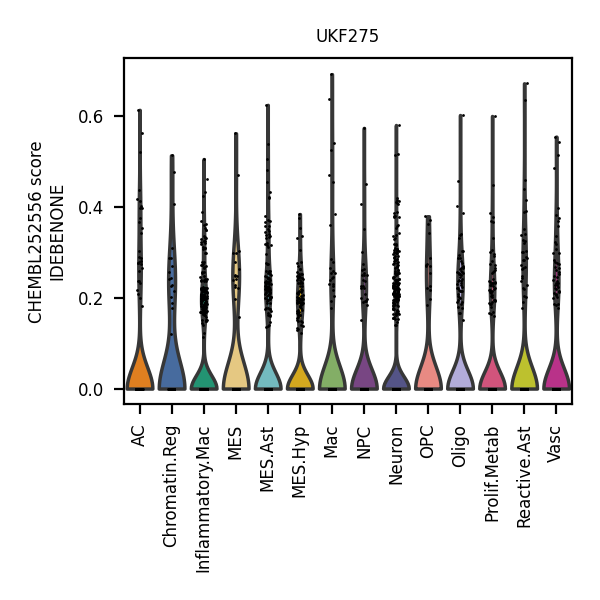 UKF275
CHEMBL252556 score
IDEBENONE
0.6
0.4
0.2
0.0
AC
Chromatin.Reg
Inflammatory.Mac
MES
MES.Ast
MES.Hyp
Mac
NPC
Neuron
OPC
Oligo
Prolif.Metab
Reactive.Ast
Vasc